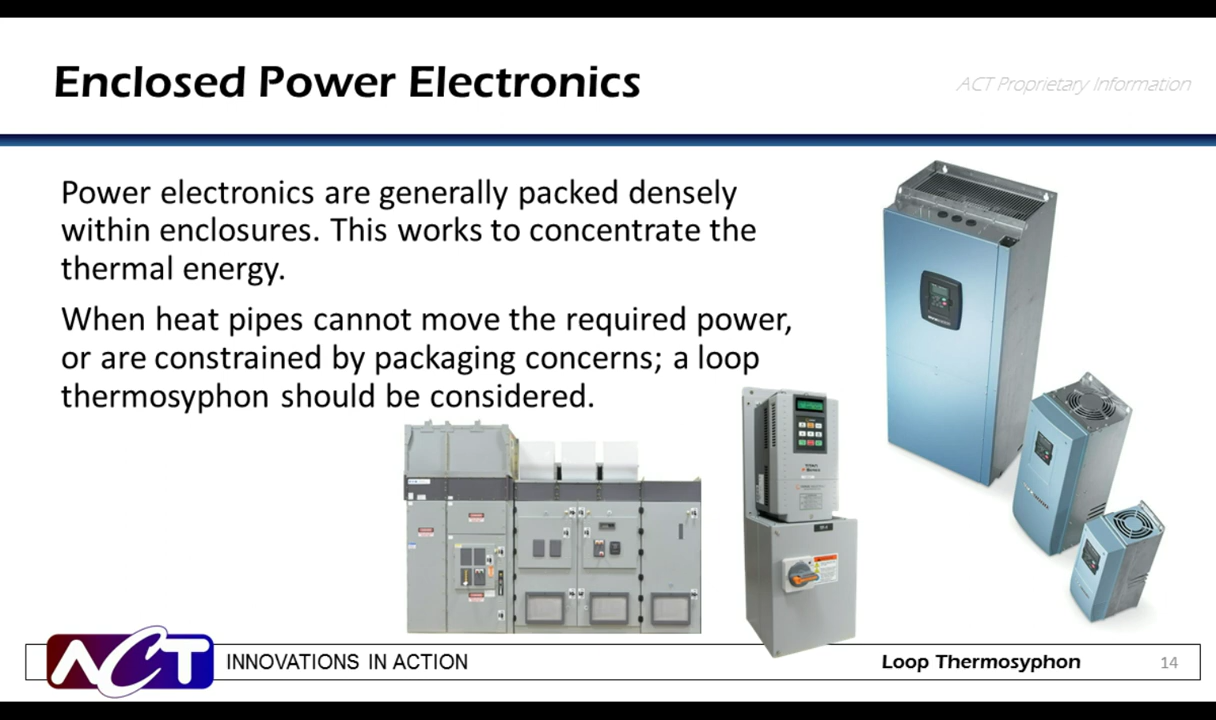 Enclosed Power Electronics
ACT Proprietary Information
Power electronics are generally packed densely
within enclosures. This works to concentrate the
thermal energy.
When heat pipes cannot move the required power,
or are constrained by packaging concerns; a loop
thermosyphon should be considered.
ACT
INNOVATIONS IN ACTION
Loop Thermosyphon
14